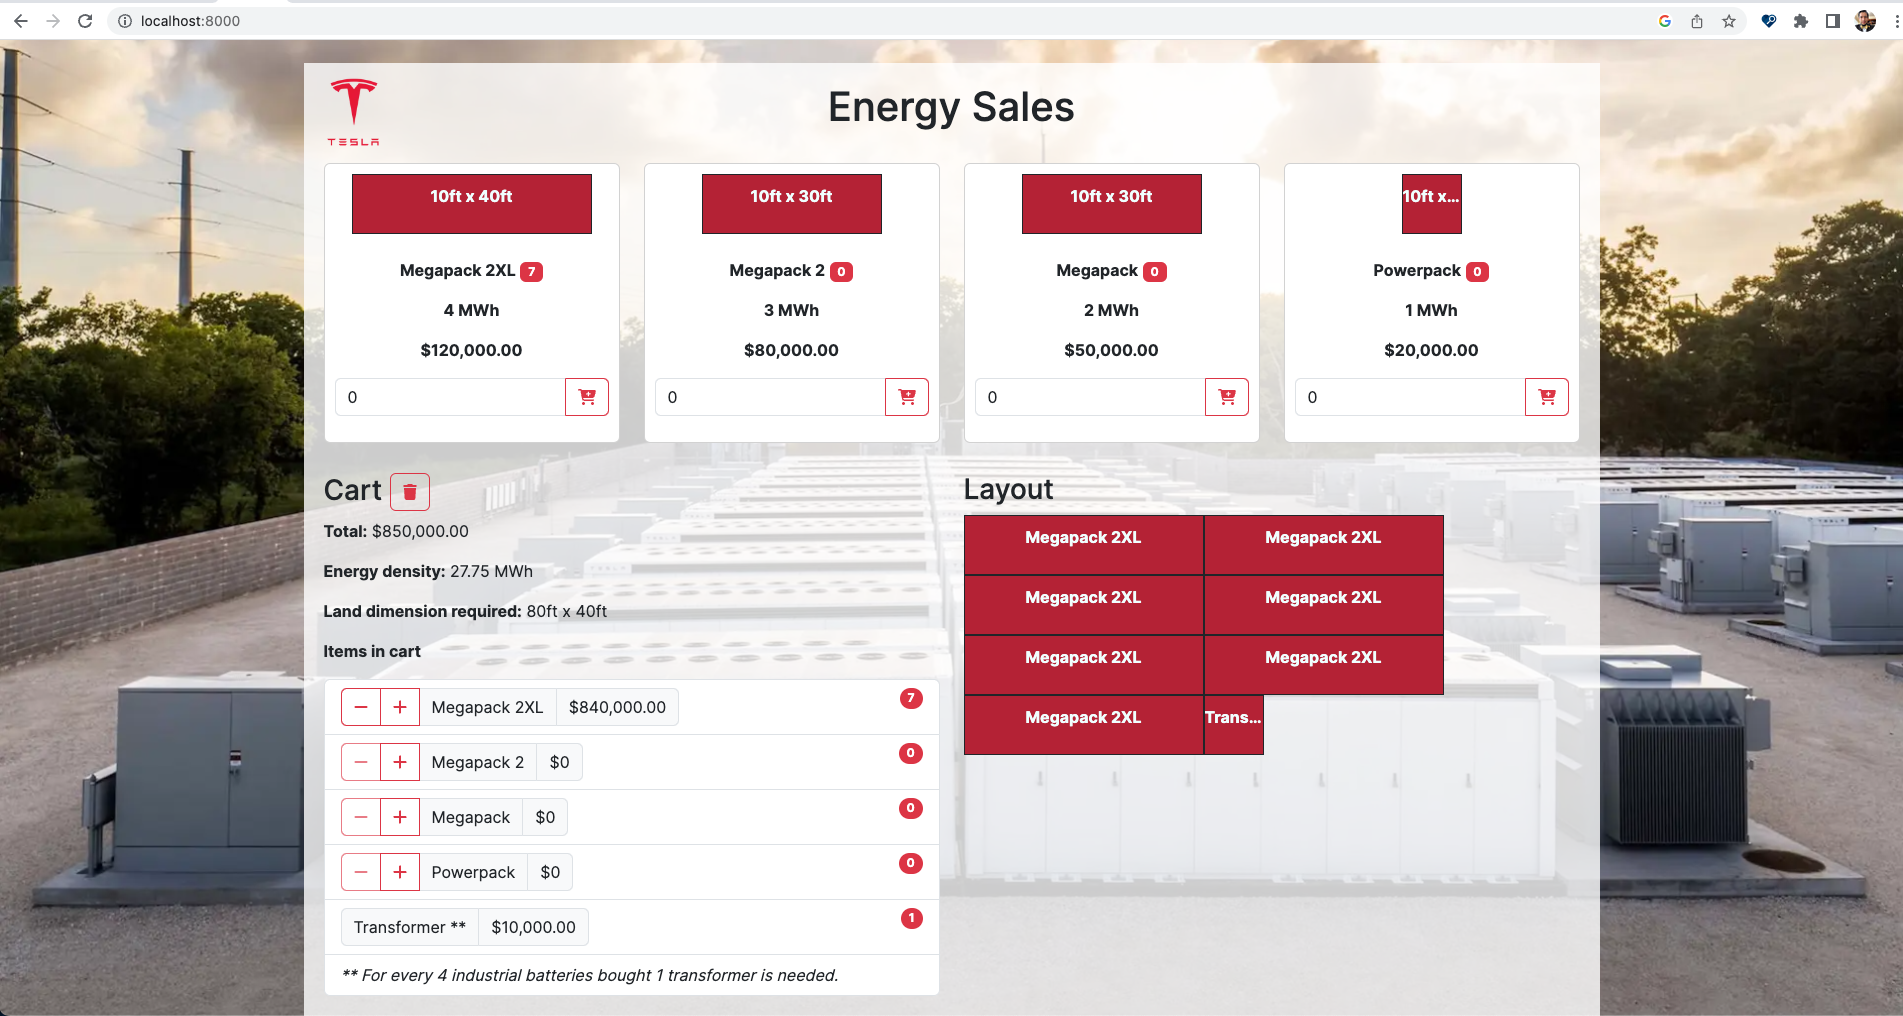 localhost:8000
TESLA
Energy Sales
10ft x 40ft
Megapack 2XL 7
4 MWh
$120,000.00
0
10ft x 30ft
Megapack 2 0
3 MWh
$80,000.00
0
10ft x 30ft
Megapack 0
2 MWh
$50,000.00
0
10ft x...
Powerpack 0
1 MWh
$20,000.00
0
Cart
Total: $850,000.00
Energy density: 27.75 MWh
Land dimension required: 80ft x 40ft
Items in cart
Megapack 2XL $840,000.00 7
Megapack 2 $0 0
Megapack $0 0
Powerpack $0 0
Transformer ** $10,000.00 1
** For every 4 industrial batteries bought 1 transformer is needed.
Layout
Megapack 2XL Megapack 2XL
Megapack 2XL Megapack 2XL
Megapack 2XL Megapack 2XL
Megapack 2XL Trans...